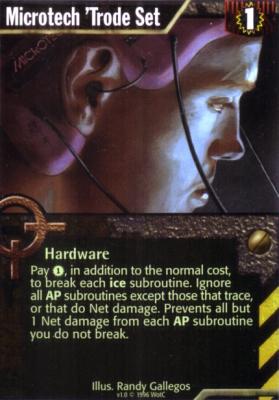 Microtech 'Trode Set
1
MICROTE
Hardware
Pay 1, in addition to the normal cost,
to break each ice subroutine. Ignore
all AP subroutines except those that trace,
or that do Net damage. Prevents all but
1 Net damage from each AP subroutine
you do not break.
Illus. Randy Gallegos
v1.0 © 1996 WotC